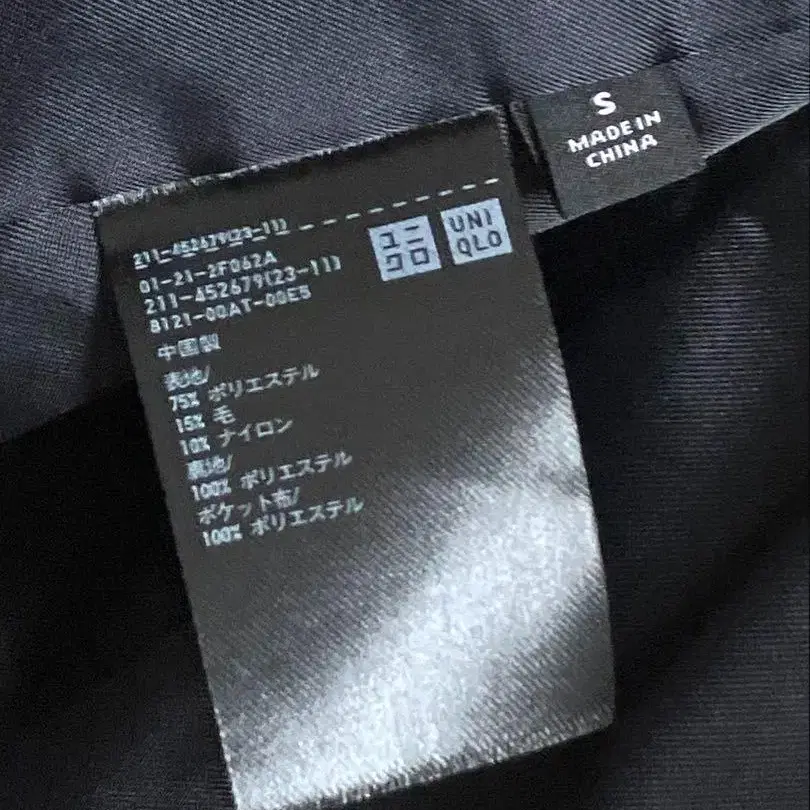 S
MADE IN
CHINA
ユニ
クロ
UNI
QLO
211-452679(23-11)
01-21-2F062A
211-452679(23-11)
8121-00AT-00E5
中国製
表地/
75% ポリエステル
15% 毛
10% ナイロン
裏地/
100% ポリエステル
ポケット布/
100% ポリエステル